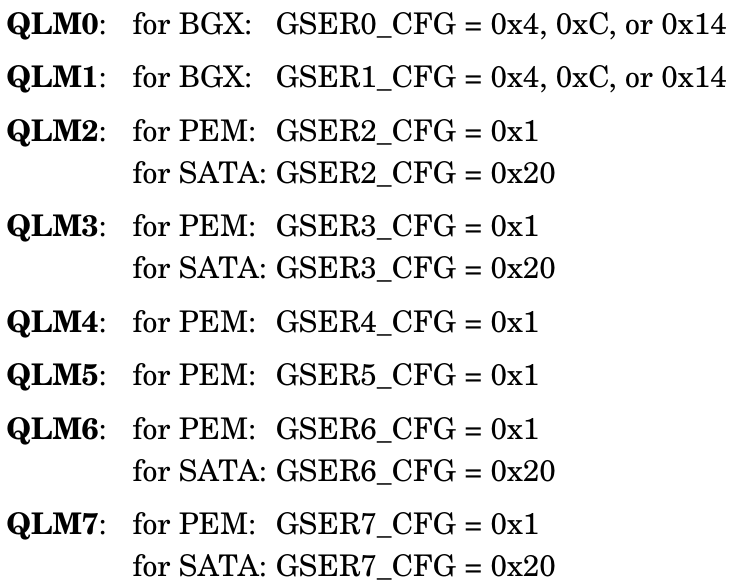 QLM0: for BGX: GSER0_CFG = 0x4, 0xC, or 0x14
QLM1: for BGX: GSER1_CFG = 0x4, 0xC, or 0x14
QLM2: for PEM: GSER2_CFG = 0x1
for SATA: GSER2_CFG = 0x20
QLM3: for PEM: GSER3_CFG = 0x1
for SATA: GSER3_CFG = 0x20
QLM4: for PEM: GSER4_CFG = 0x1
QLM5: for PEM: GSER5_CFG = 0x1
QLM6: for PEM: GSER6_CFG = 0x1
for SATA: GSER6_CFG = 0x20
QLM7: for PEM: GSER7_CFG = 0x1
for SATA: GSER7_CFG = 0x20